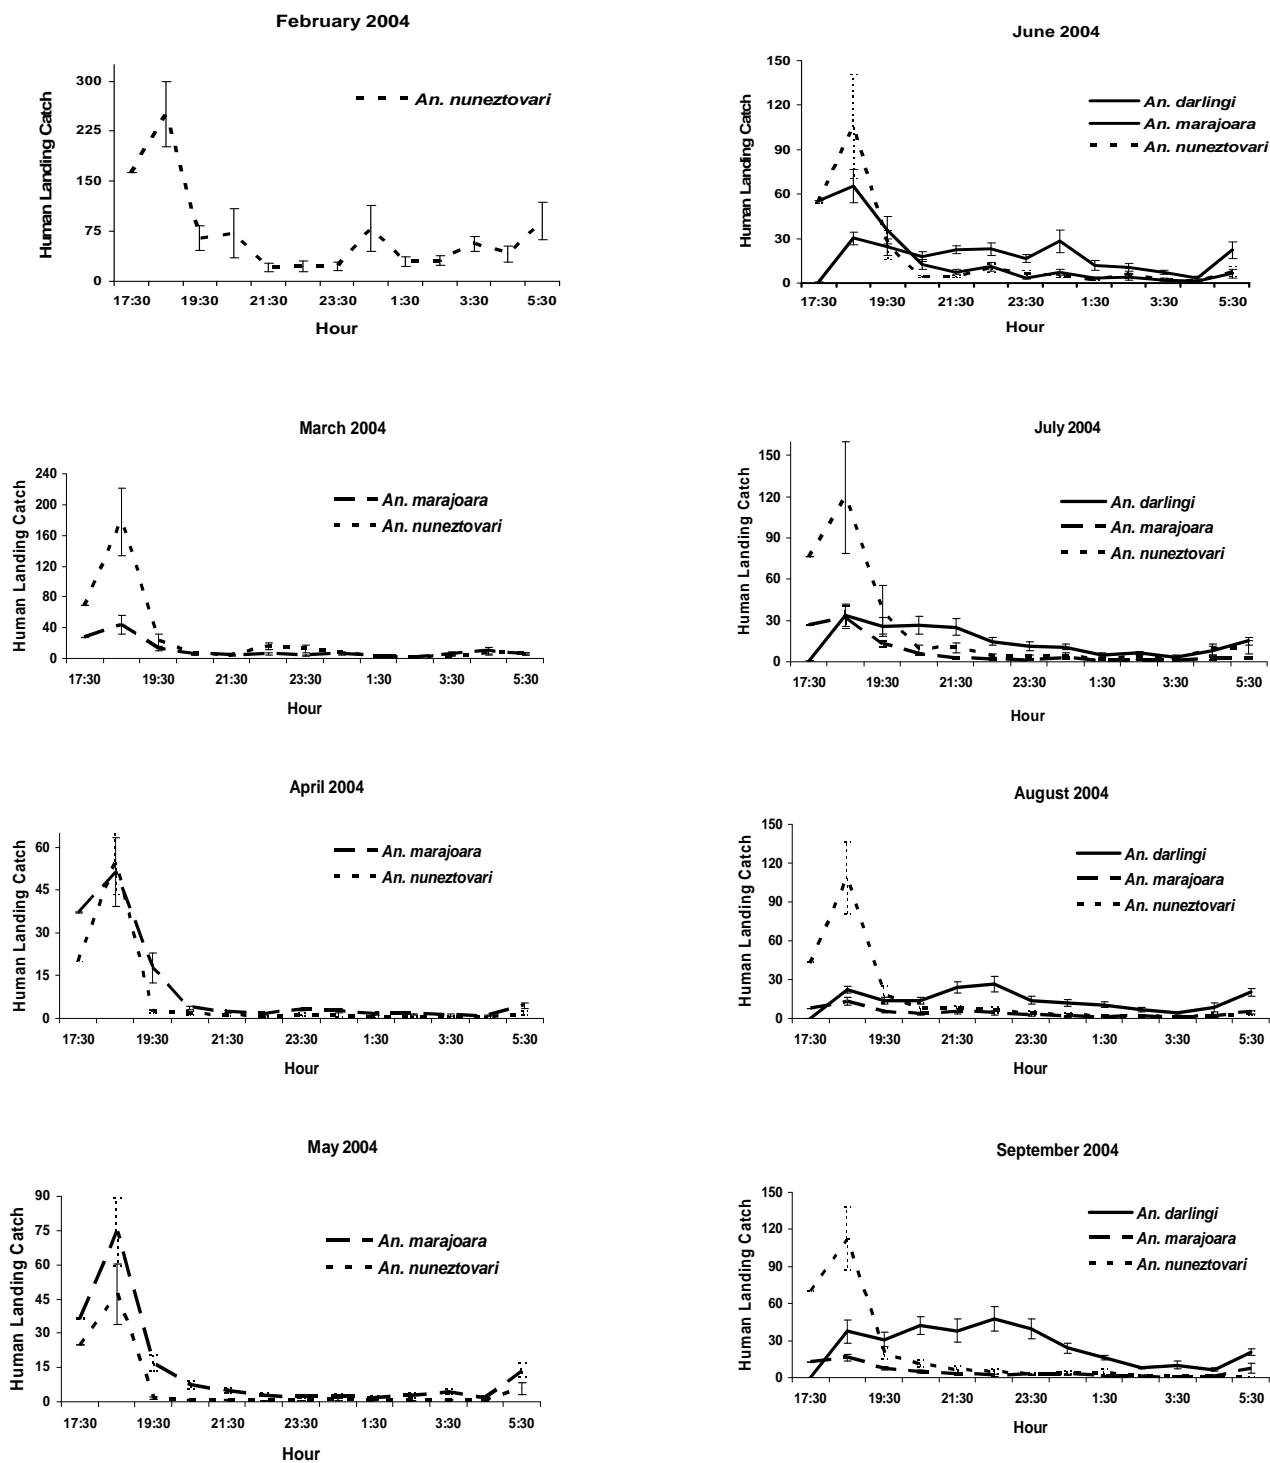 February 2004
300
225
150
75
0
Human Landing Catch
An. nuneztovari
17:30 19:30 21:30 23:30 1:30 3:30 5:30
Hour
March 2004
240
200
160
120
80
40
0
Human Landing Catch
An. marajoara
An. nuneztovari
17:30 19:30 21:30 23:30 1:30 3:30 5:30
Hour
April 2004
60
45
30
15
0
Human Landing Catch
An. marajoara
An. nuneztovari
17:30 19:30 21:30 23:30 1:30 3:30 5:30
Hour
May 2004
90
75
60
45
30
15
0
Human Landing Catch
An. marajoara
An. nuneztovari
17:30 19:30 21:30 23:30 1:30 3:30 5:30
Hour
June 2004
150
120
90
60
30
0
Human Landing Catch
An. darlingi
An. marajoara
An. nuneztovari
17:30 19:30 21:30 23:30 1:30 3:30 5:30
Hour
July 2004
150
120
90
60
30
0
Human Landing Catch
An. darlingi
An. marajoara
An. nuneztovari
17:30 19:30 21:30 23:30 1:30 3:30 5:30
Hour
August 2004
150
120
90
60
30
0
Human Landing Catch
An. darlingi
An. marajoara
An. nuneztovari
17:30 19:30 21:30 23:30 1:30 3:30 5:30
Hour
September 2004
150
120
90
60
30
0
Human Landing Catch
An. darlingi
An. marajoara
An. nuneztovari
17:30 19:30 21:30 23:30 1:30 3:30 5:30
Hour